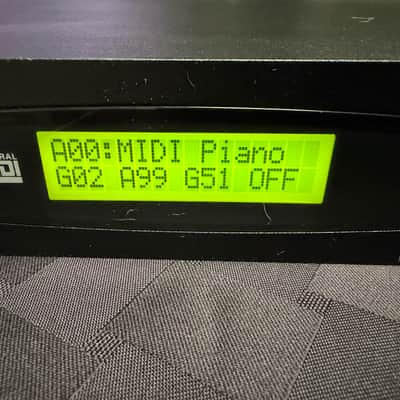 A00:MIDI Piano
G02 A99 G51 OFF